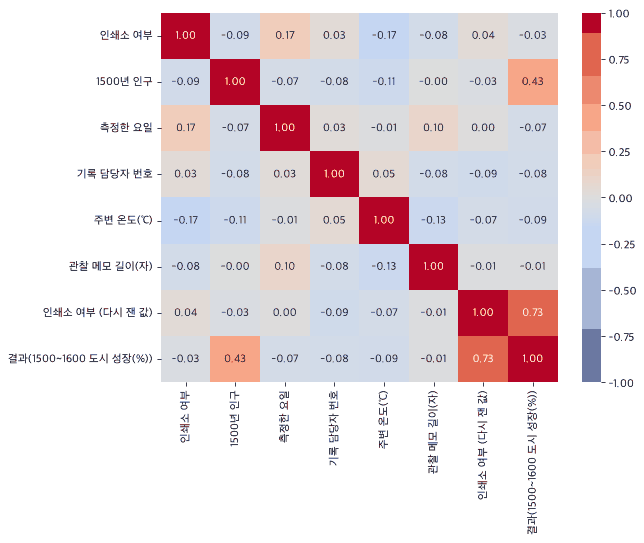 인쇄소 여부 1.00 -0.09 0.17 0.03 -0.17 -0.08 0.04 -0.03
1500년 인구 -0.09 1.00 -0.07 -0.08 -0.11 -0.00 -0.03 0.43
측정한 요일 0.17 -0.07 1.00 0.03 -0.01 0.10 0.00 -0.07
기록 담당자 번호 0.03 -0.08 0.03 1.00 0.05 -0.08 -0.09 -0.08
주변 온도(℃) -0.17 -0.11 -0.01 0.05 1.00 -0.13 -0.07 -0.09
관찰 메모 길이(자) -0.08 -0.00 0.10 -0.08 -0.13 1.00 -0.01 -0.01
인쇄소 여부 (다시 잰 값) 0.04 -0.03 0.00 -0.09 -0.07 -0.01 1.00 0.73
결과(1500~1600 도시 성장(%)) -0.03 0.43 -0.07 -0.08 -0.09 -0.01 0.73 1.00
인쇄소 여부
1500년 인구
측정한 요일
기록 담당자 번호
주변 온도(℃)
관찰 메모 길이(자)
인쇄소 여부 (다시 잰 값)
결과(1500~1600 도시 성장(%))
1.00
0.75
0.50
0.25
0.00
-0.25
-0.50
-0.75
-1.00